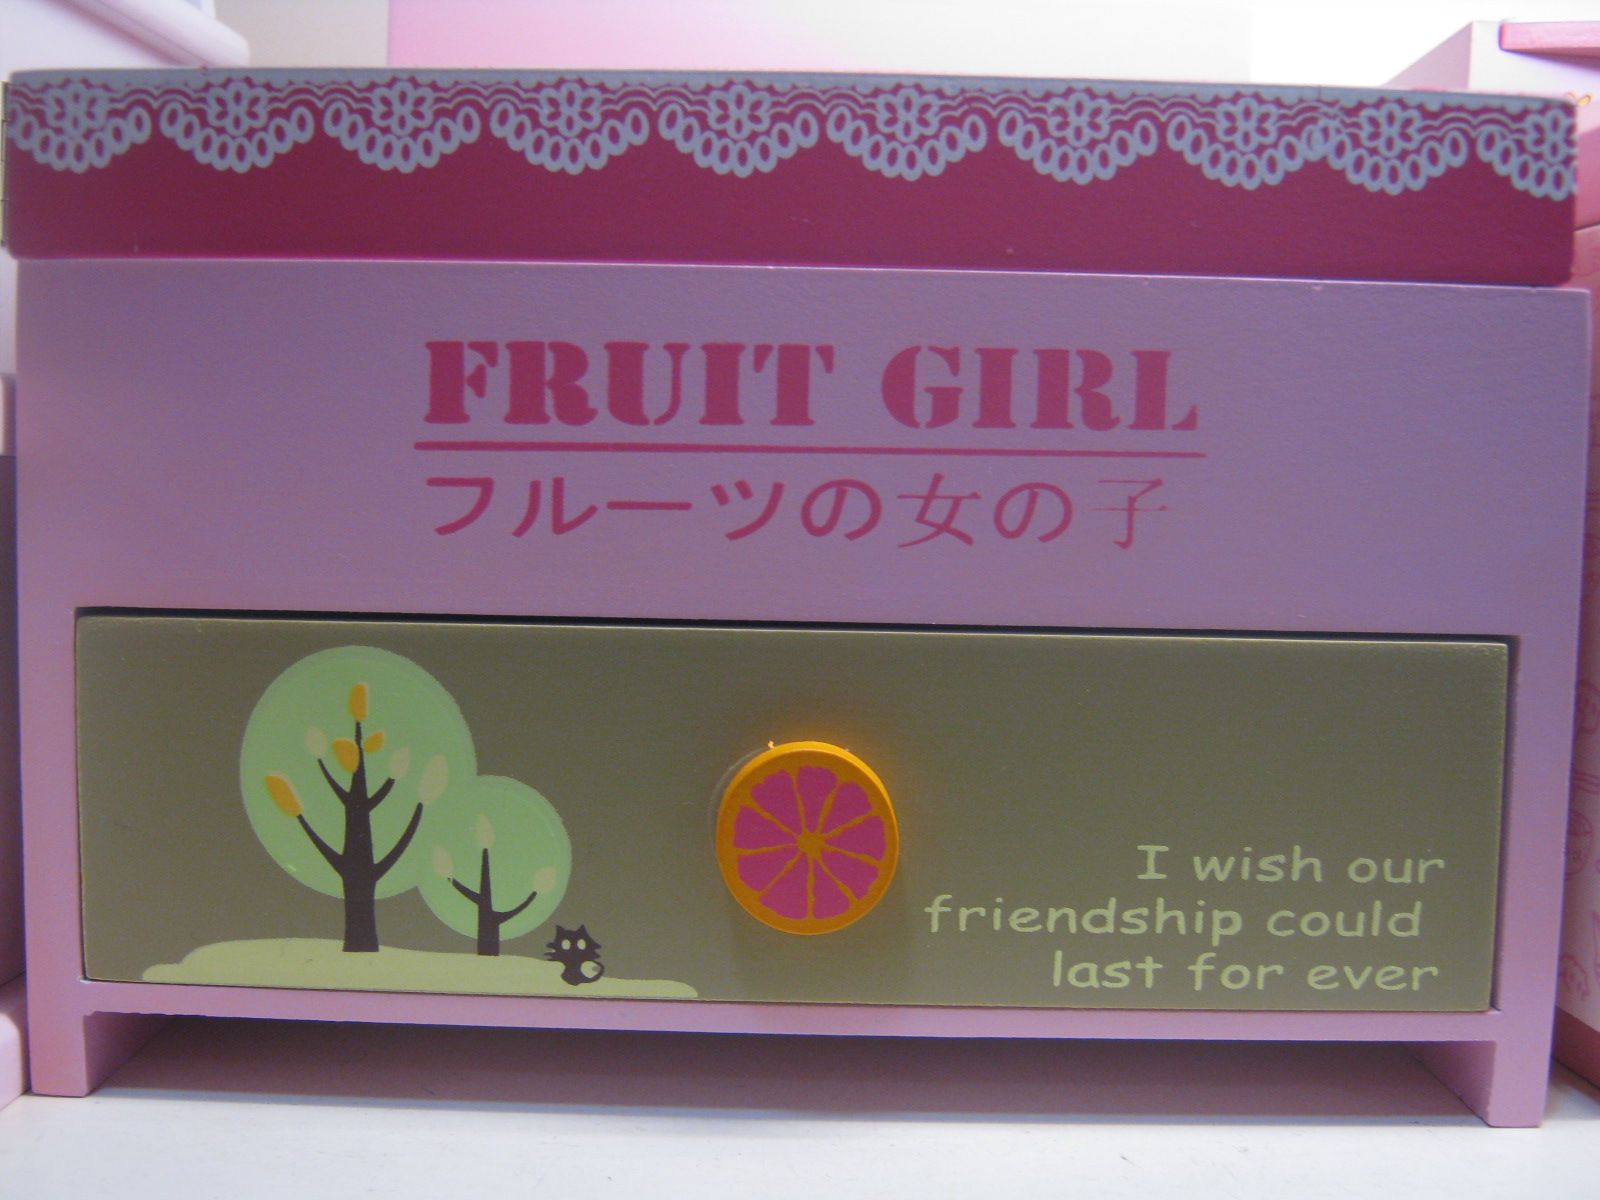 FRUIT GIRL
フルーツの女の子
I wish our
friendship could
last for ever